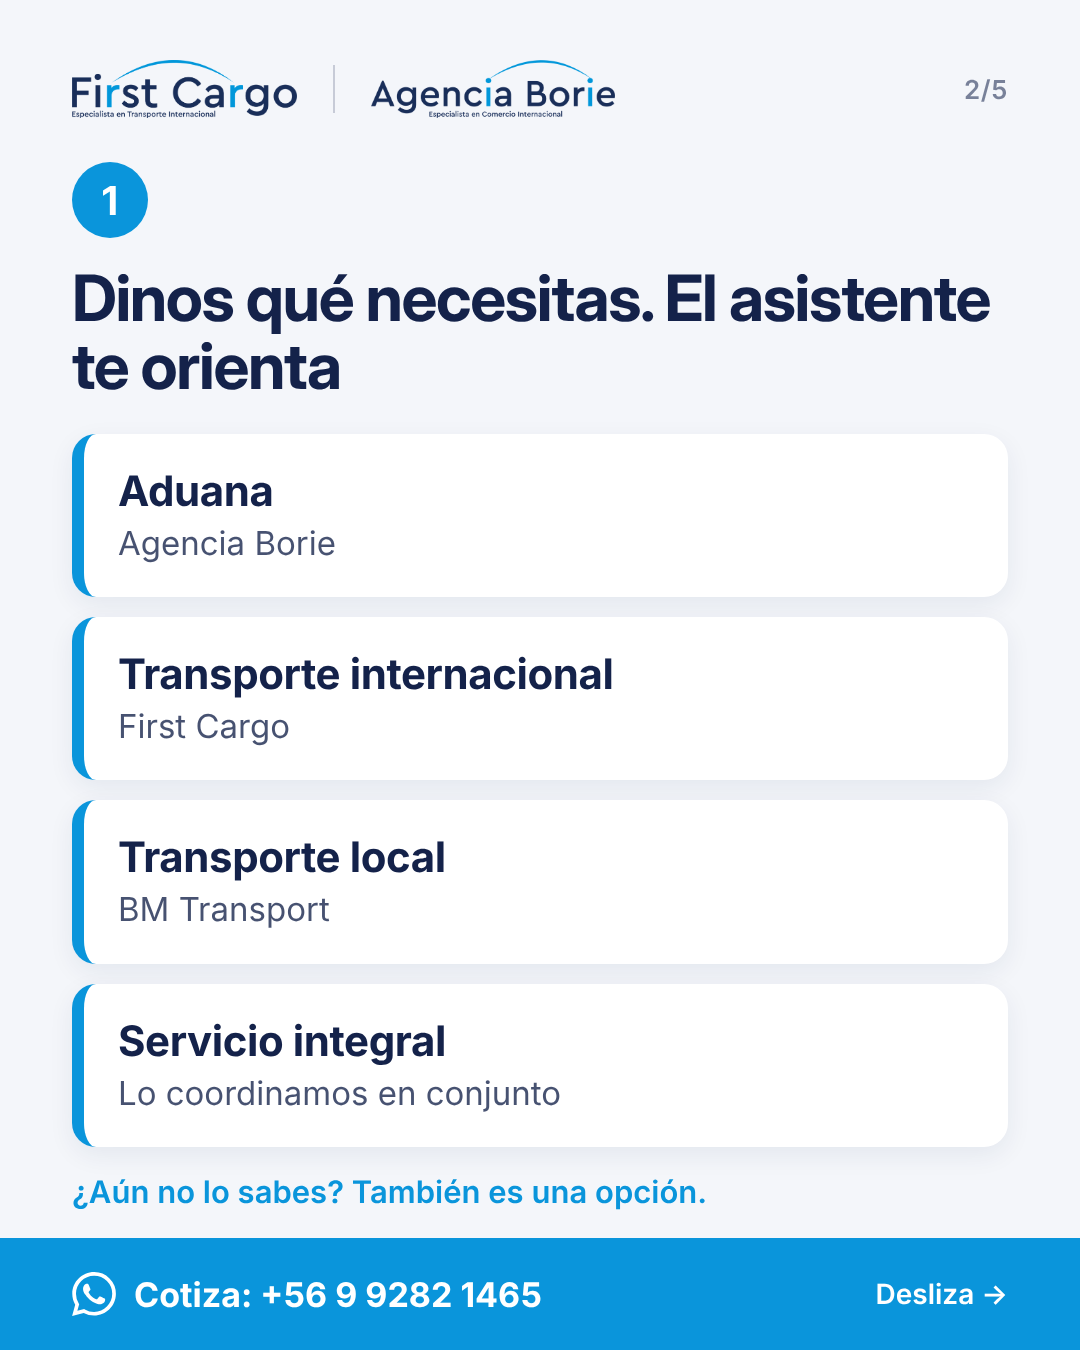 First Cargo
Especialista en Transporte Internacional
Agencia Borie
Especialista en Comercio Internacional
2/5
1
Dinos qué necesitas. El asistente
te orienta
Aduana
Agencia Borie
Transporte internacional
First Cargo
Transporte local
BM Transport
Servicio integral
Lo coordinamos en conjunto
¿Aún no lo sabes? También es una opción.
Cotiza: +56 9 9282 1465
Desliza →